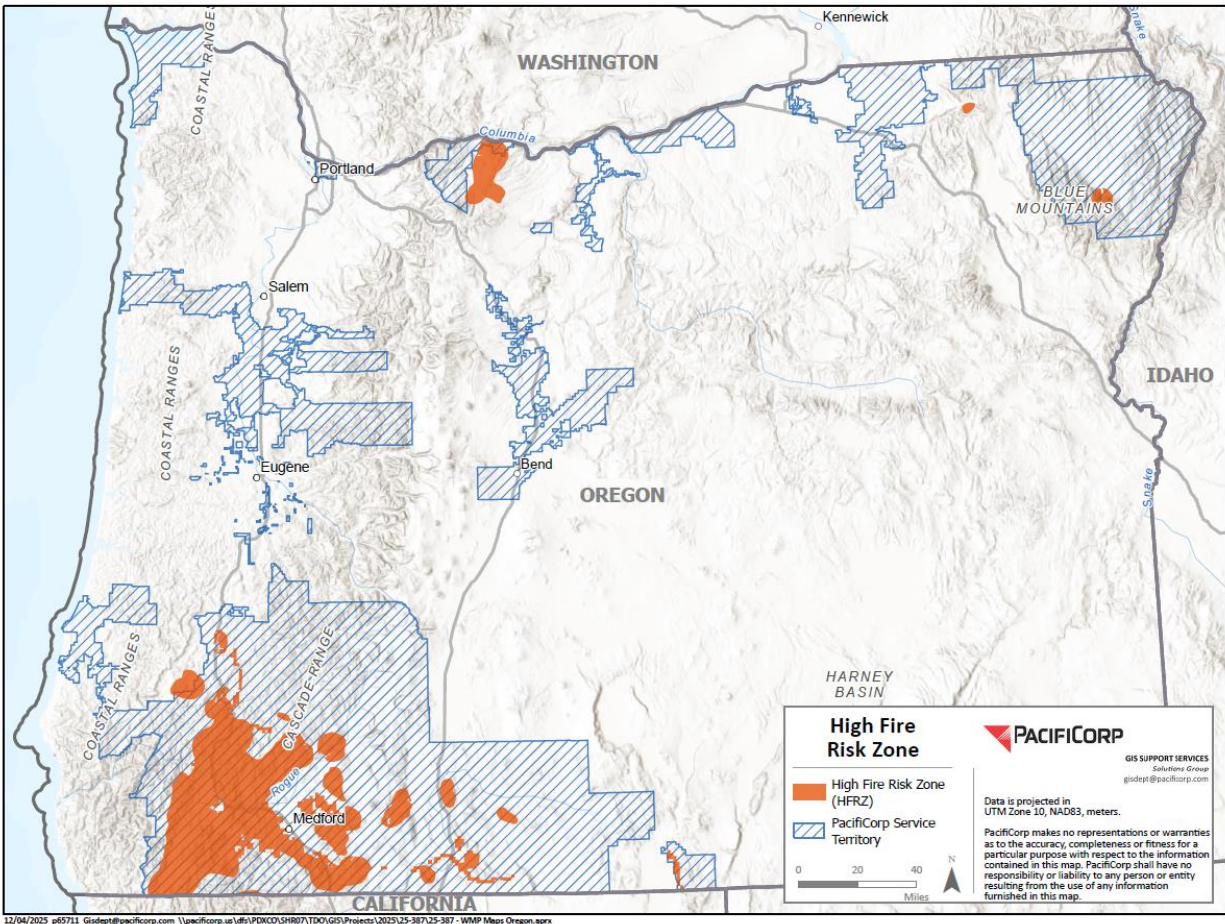 Kennewick
Snake
WASHINGTON
COASTAL RANGES
Columbia
Portland
BLUE
MOUNTAINS
Salem
IDAHO
COASTAL RANGES
Eugene
Bend
OREGON
Snake
COASTAL RANGES
CASCADE RANGE
HARNEY
BASIN
Rogue
Medford
CALIFORNIA
High Fire
Risk Zone
High Fire Risk Zone
(HFRZ)
PacifiCorp Service
Territory
0 20 40
Miles
N
PACIFICORP
GIS SUPPORT SERVICES
Solutions Group
gisdept@pacificorp.com
Data is projected in
UTM Zone 10, NAD83, meters.
PacifiCorp makes no representations or warranties
as to the accuracy, completeness or fitness for a
particular purpose with respect to the information
contained in this map. PacifiCorp shall have no
responsibility or liability to any person or entity
resulting from the use of any information
furnished in this map.
12/04/2025 p65711 Gisdept@pacificorp.com \\pacificorp.us\dfs\PDXCO\SHR07\TDO\GIS\Projects\2025\25-387\25-387 - WMP Maps Oregon.aprx